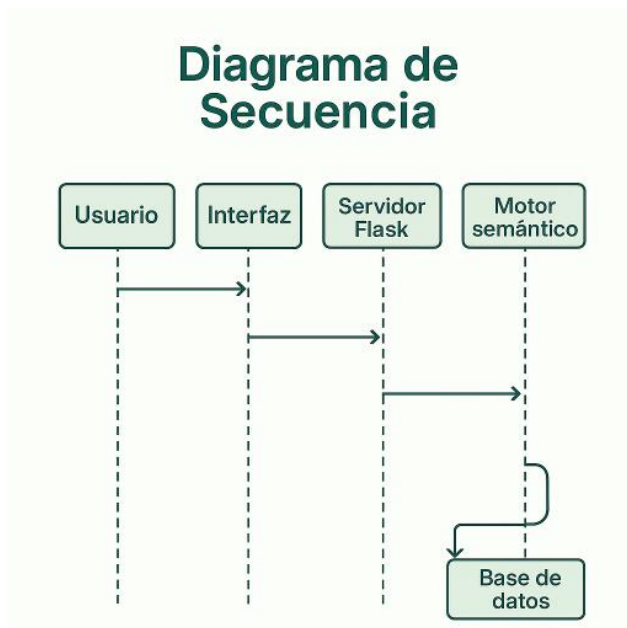 Diagrama de
Secuencia
Usuario
Interfaz
Servidor
Flask
Motor
semántico
Base de
datos